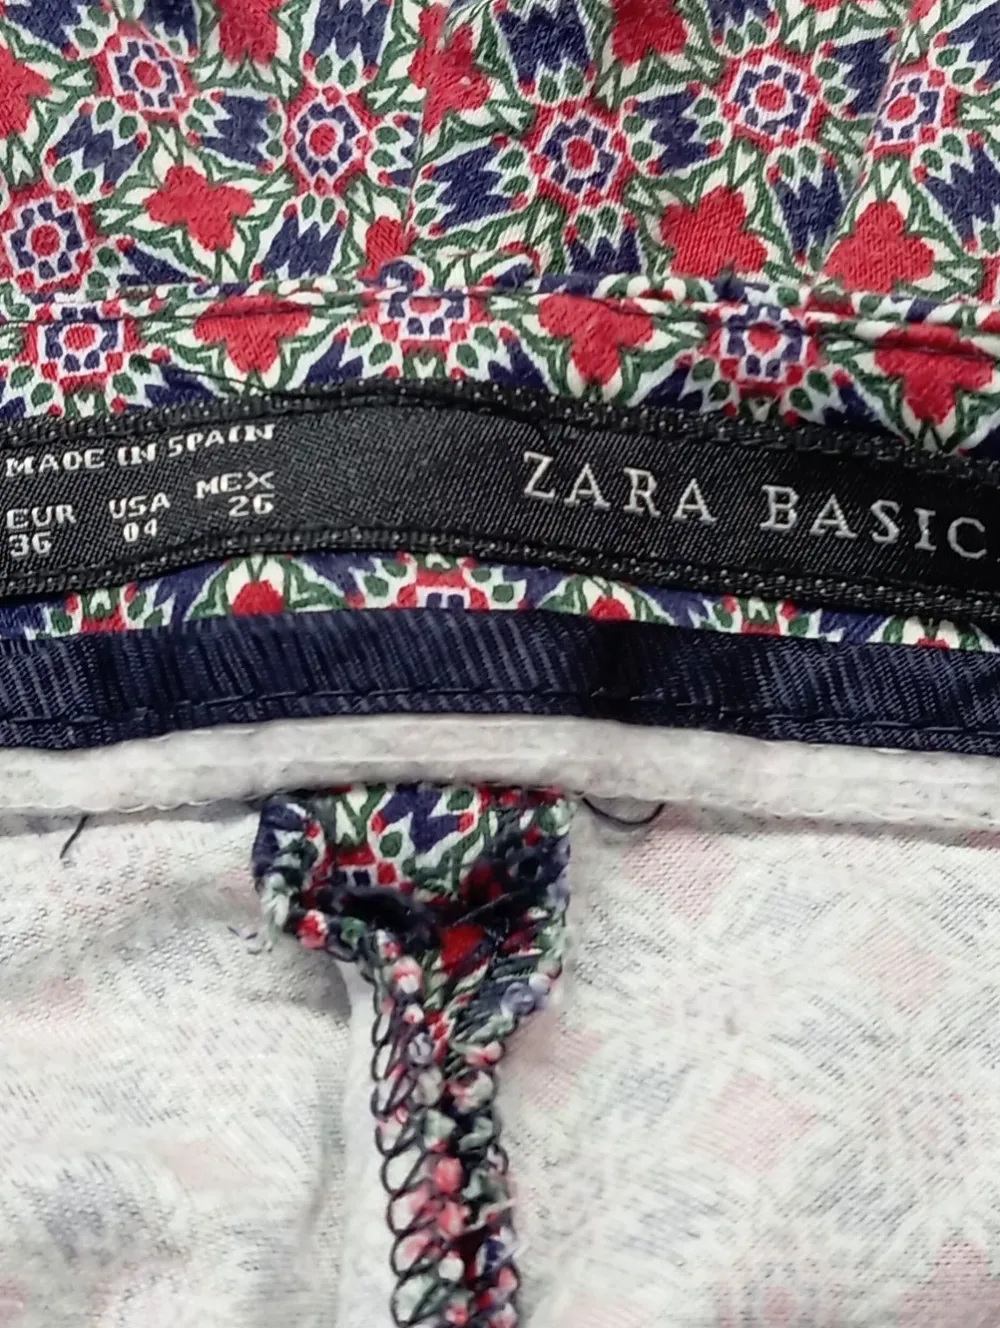 MADE IN SPAIN
EUR USA MEX
36 04 26
ZARA BASIC